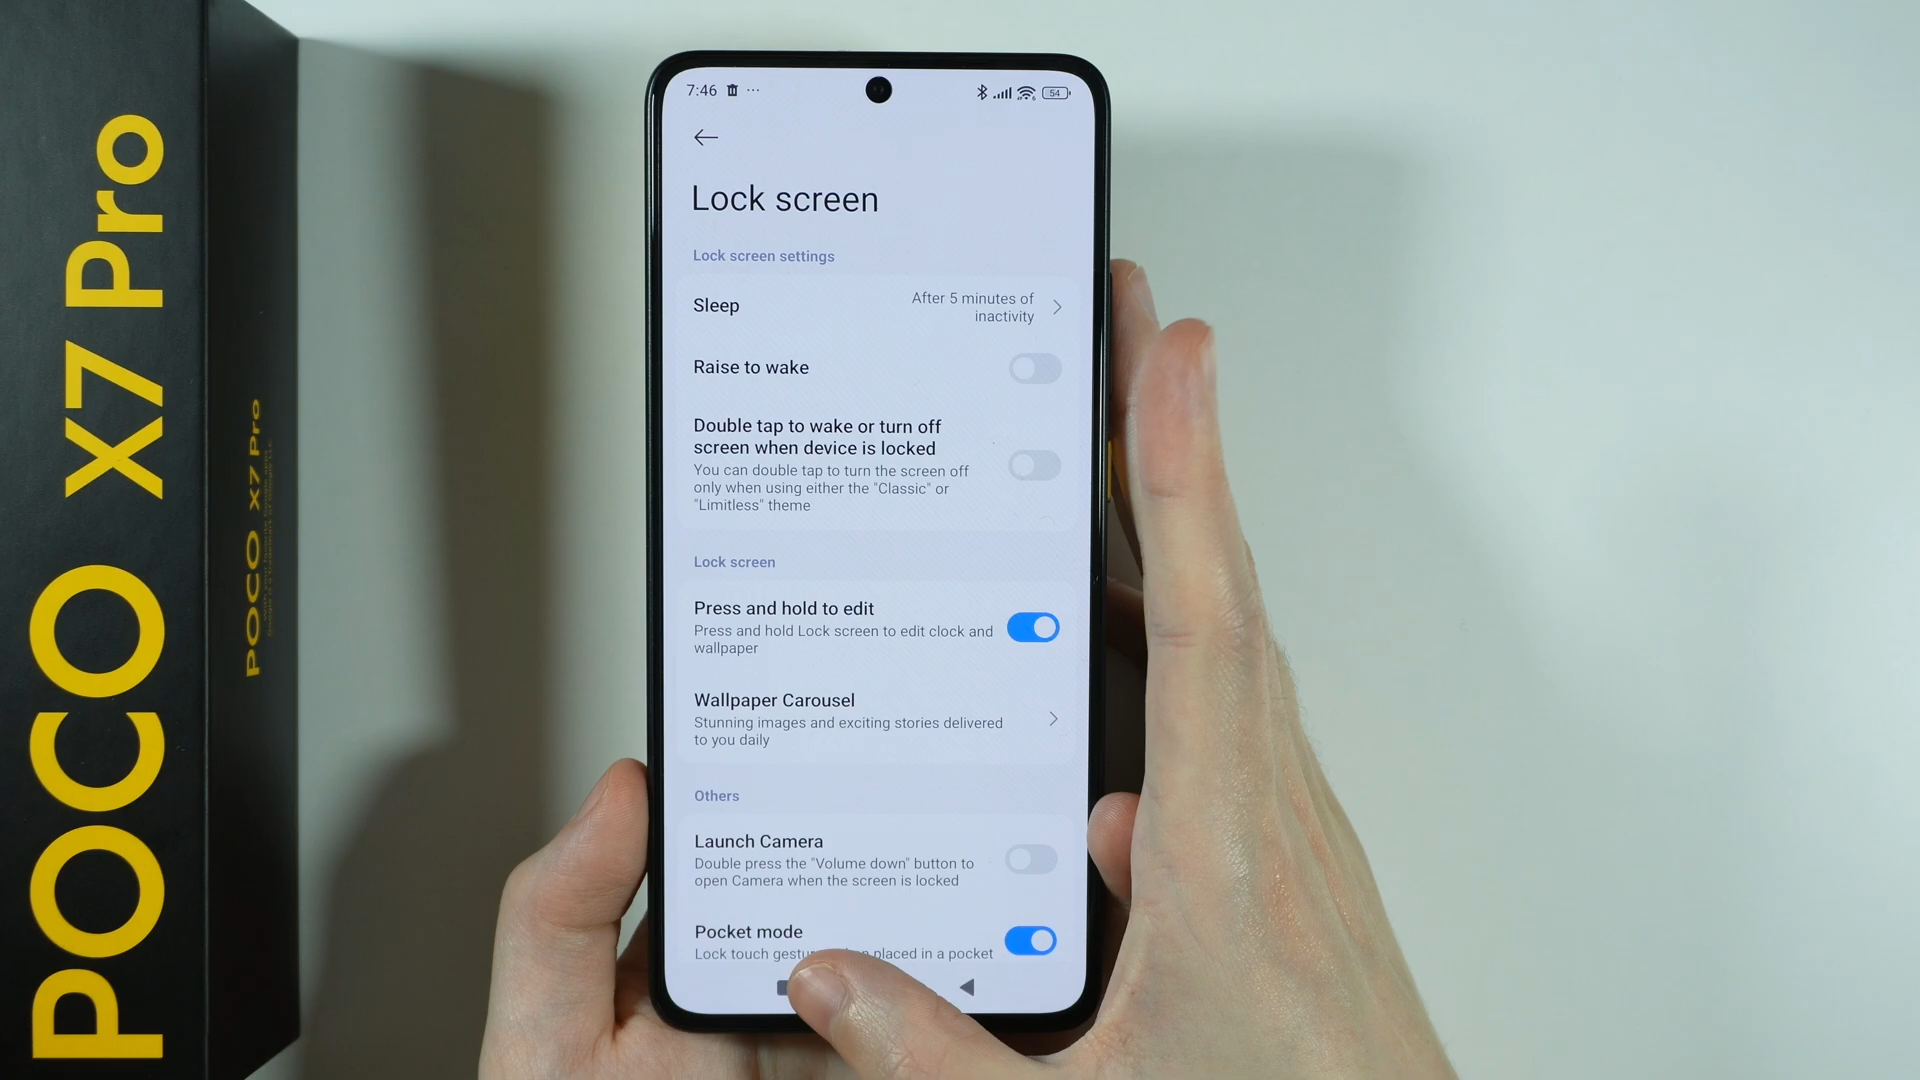 POCO X7 Pro
POCO X7 Pro
7:46
54
Lock screen
Lock screen settings
Sleep
After 5 minutes of
inactivity
Raise to wake
Double tap to wake or turn off
screen when device is locked
You can double tap to turn the screen off
only when using either the "Classic" or
"Limitless" theme
Lock screen
Press and hold to edit
Press and hold Lock screen to edit clock and
wallpaper
Wallpaper Carousel
Stunning images and exciting stories delivered
to you daily
Others
Launch Camera
Double press the "Volume down" button to
open Camera when the screen is locked
Pocket mode
Lock touch placed in a pocket